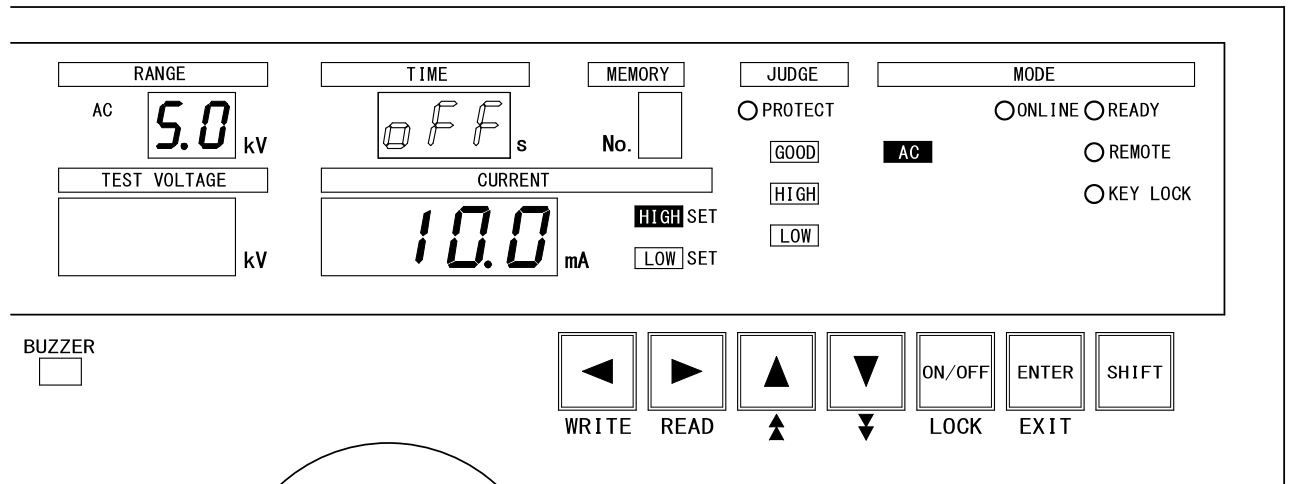 RANGE TIME MEMORY JUDGE MODE
AC 5.0 kV oFF s No. PROTECT ONLINE READY
GOOD AC REMOTE
TEST VOLTAGE CURRENT HIGH KEY LOCK
10.0 mA HIGH SET
LOW
kV LOW SET
BUZZER
ON/OFF ENTER SHIFT
WRITE READ LOCK EXIT